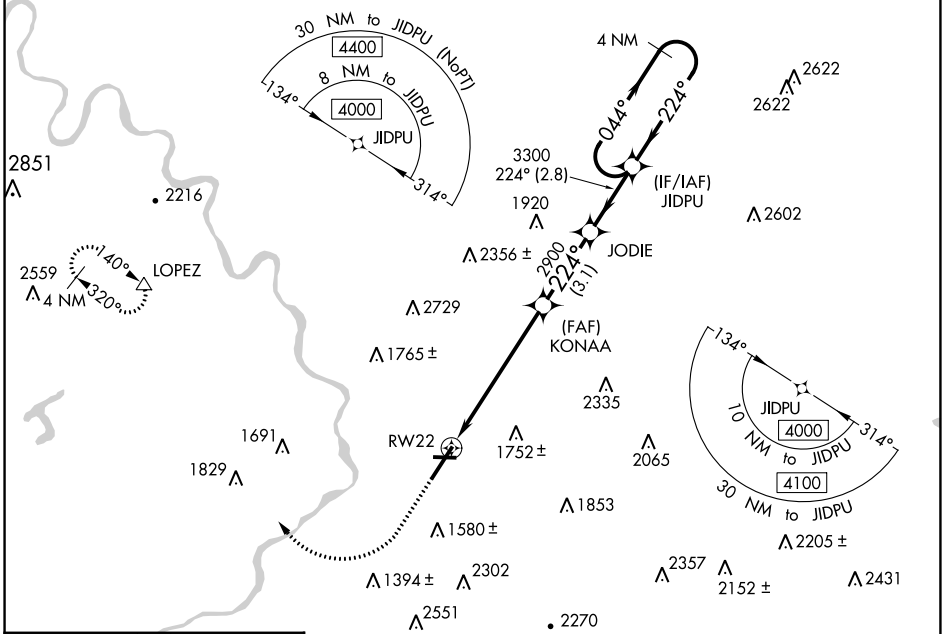 30 NM to JIDPU (NoPT)
4400
8 NM to JIDPU
4000
134°
JIDPU
314°
4 NM
044°
224°
2622
2622
3300
224° (2.8)
(IF/IAF)
JIDPU
2851
2216
1920
2602
JODIE
2356 ±
2900
224°
(3.1)
140°
LOPEZ
2559
4 NM
320°
2729
(FAF)
KONAA
1765 ±
134°
2335
JIDPU
4000
314°
10 NM to JIDPU
4100
30 NM to JIDPU
RW22
1691
1752 ±
2065
1829
1853
1580 ±
2205 ±
1394 ±
2302
2357
2152 ±
2431
2551
2270